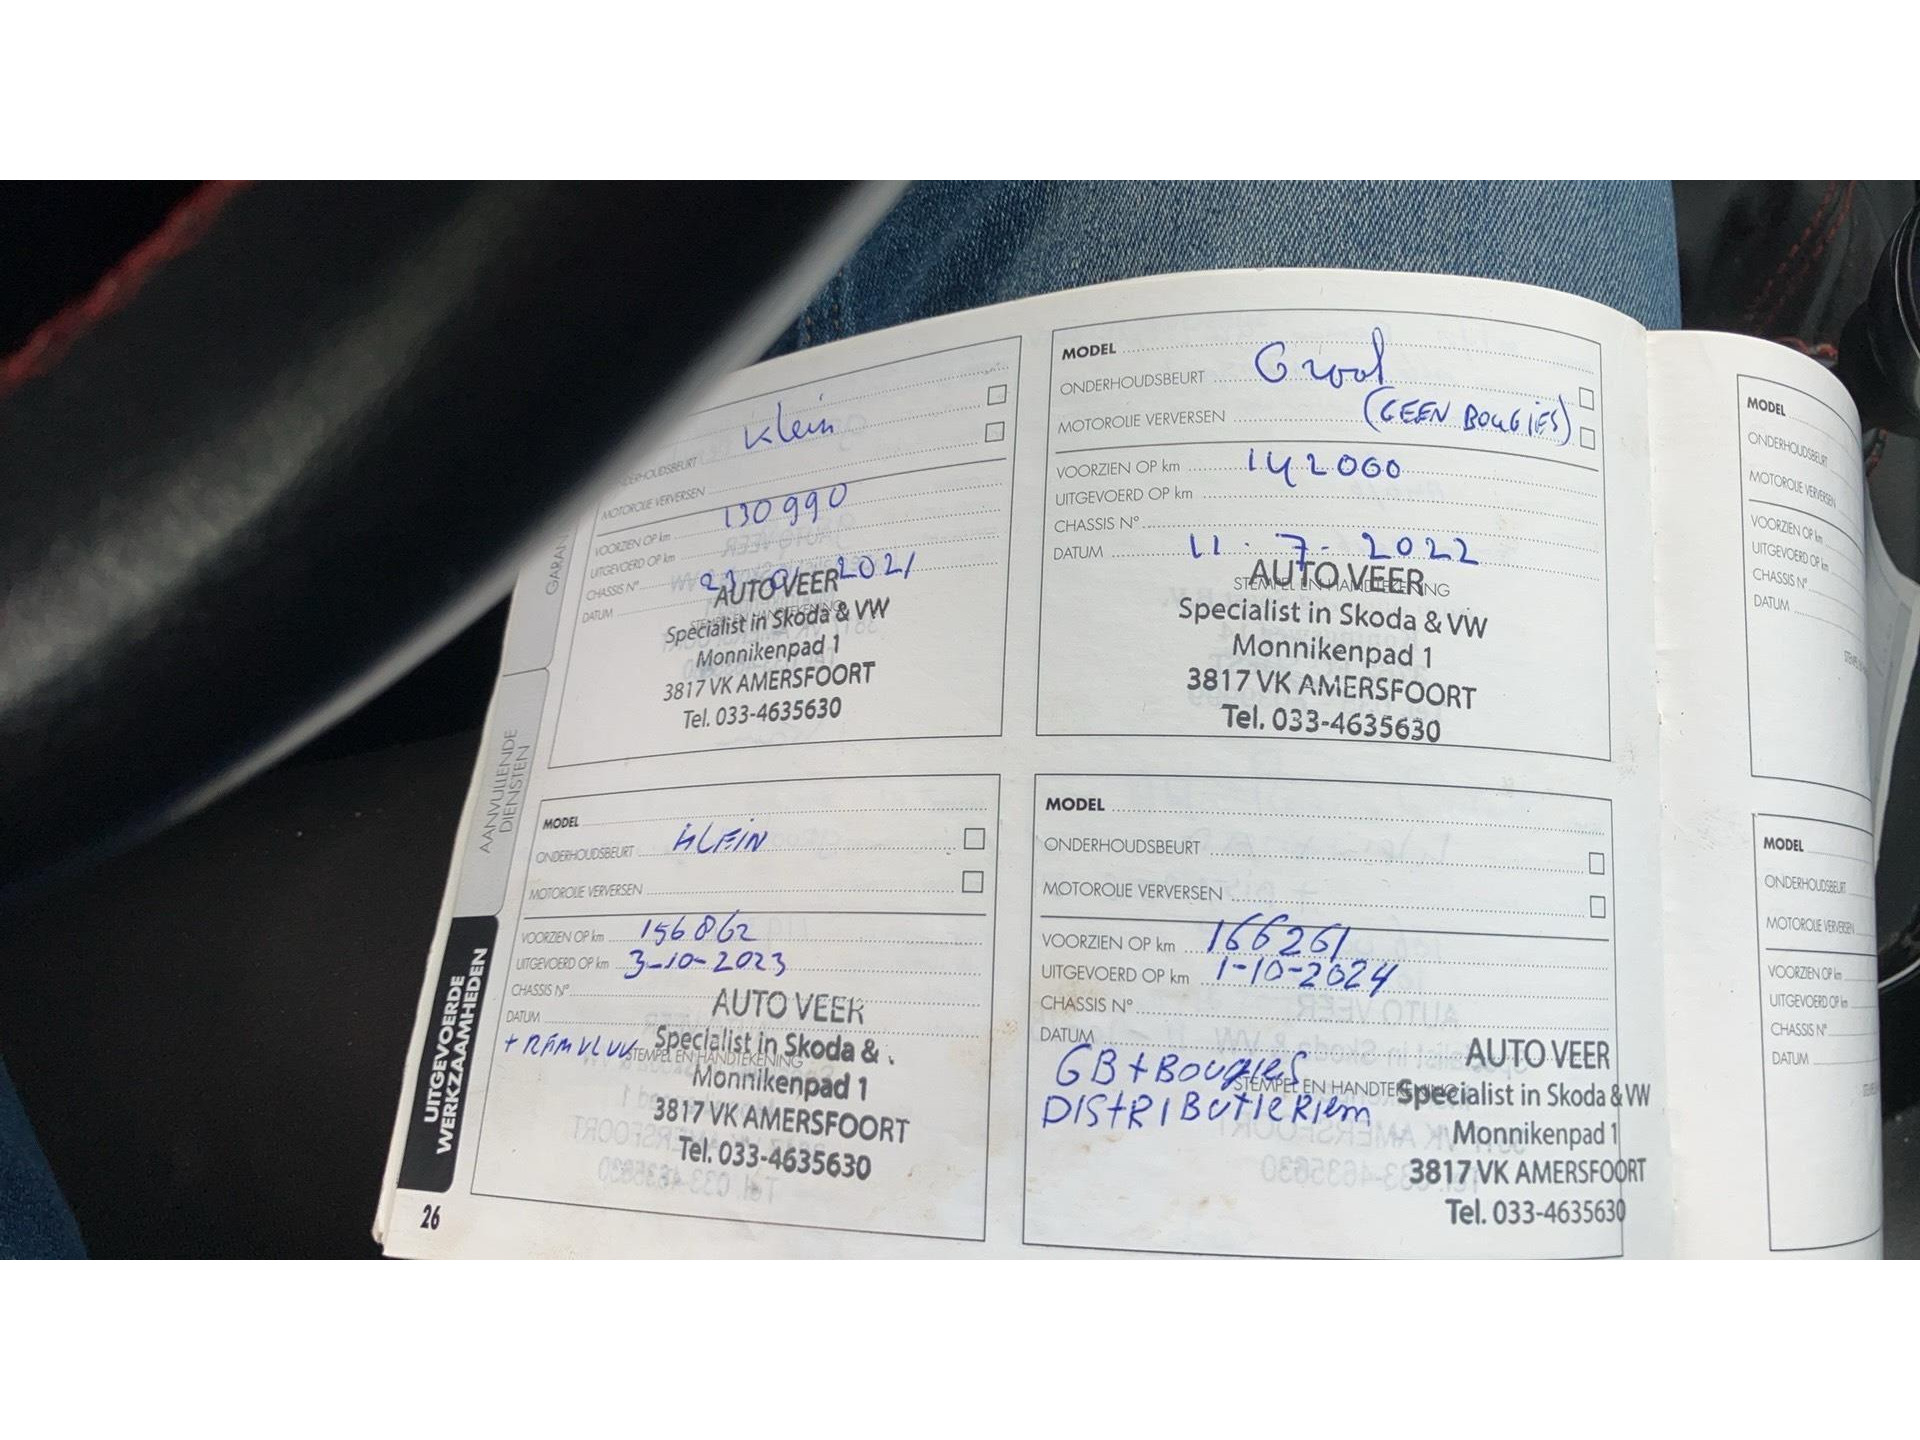 GARAN
AANVULLENDE
DIENSTEN
UITGEVOERDE
WERKZAAMHEDEN
26
Klein
MOTOROLIE VERVERSEN
130990
VOORZIEN OP km
UITGEVOERD OP km
CHASSIS N°
DATUM 23 01 2021
STEMPEL EN HANDTEKENING
AUTO VEER
Specialist in Skoda & VW
Monnikenpad 1
3817 VK AMERSFOORT
Tel. 033-4635630
MODEL
ONDERHOUDSBEURT Groot
MOTOROLIE VERVERSEN (GEEN BOUGIES)
VOORZIEN OP km 142000
UITGEVOERD OP km
CHASSIS N°
DATUM 11-7-2022
STEMPEL EN HANDTEKENING
AUTO VEER
Specialist in Skoda & VW
Monnikenpad 1
3817 VK AMERSFOORT
Tel. 033-4635630
MODEL
ONDERHOUDSBEURT KLEIN
MOTOROLIE VERVERSEN
VOORZIEN OP km 156862
UITGEVOERD OP km 3-10-2023
CHASSIS N°
DATUM
+ REMVLVK
STEMPEL EN HANDTEKENING
AUTO VEER
Specialist in Skoda &
Monnikenpad 1
3817 VK AMERSFOORT
Tel. 033-4635630
MODEL
ONDERHOUDSBEURT
MOTOROLIE VERVERSEN
VOORZIEN OP km 166261
UITGEVOERD OP km 1-10-2024
CHASSIS N°
DATUM
GB + BOUGIES
DISTRIBUTIERIEM
STEMPEL EN HANDTEKENING
AUTO VEER
Specialist in Skoda & VW
Monnikenpad 1
3817 VK AMERSFOORT
Tel. 033-4635630
MODEL
ONDERHOUDSBEURT
MOTOROLIE VERVERSEN
VOORZIEN OP km
UITGEVOERD OP km
CHASSIS N°
DATUM
MODEL
ONDERHOUDSBEURT
MOTOROLIE VERVERSEN
VOORZIEN OP km
UITGEVOERD OP km
CHASSIS N°
DATUM